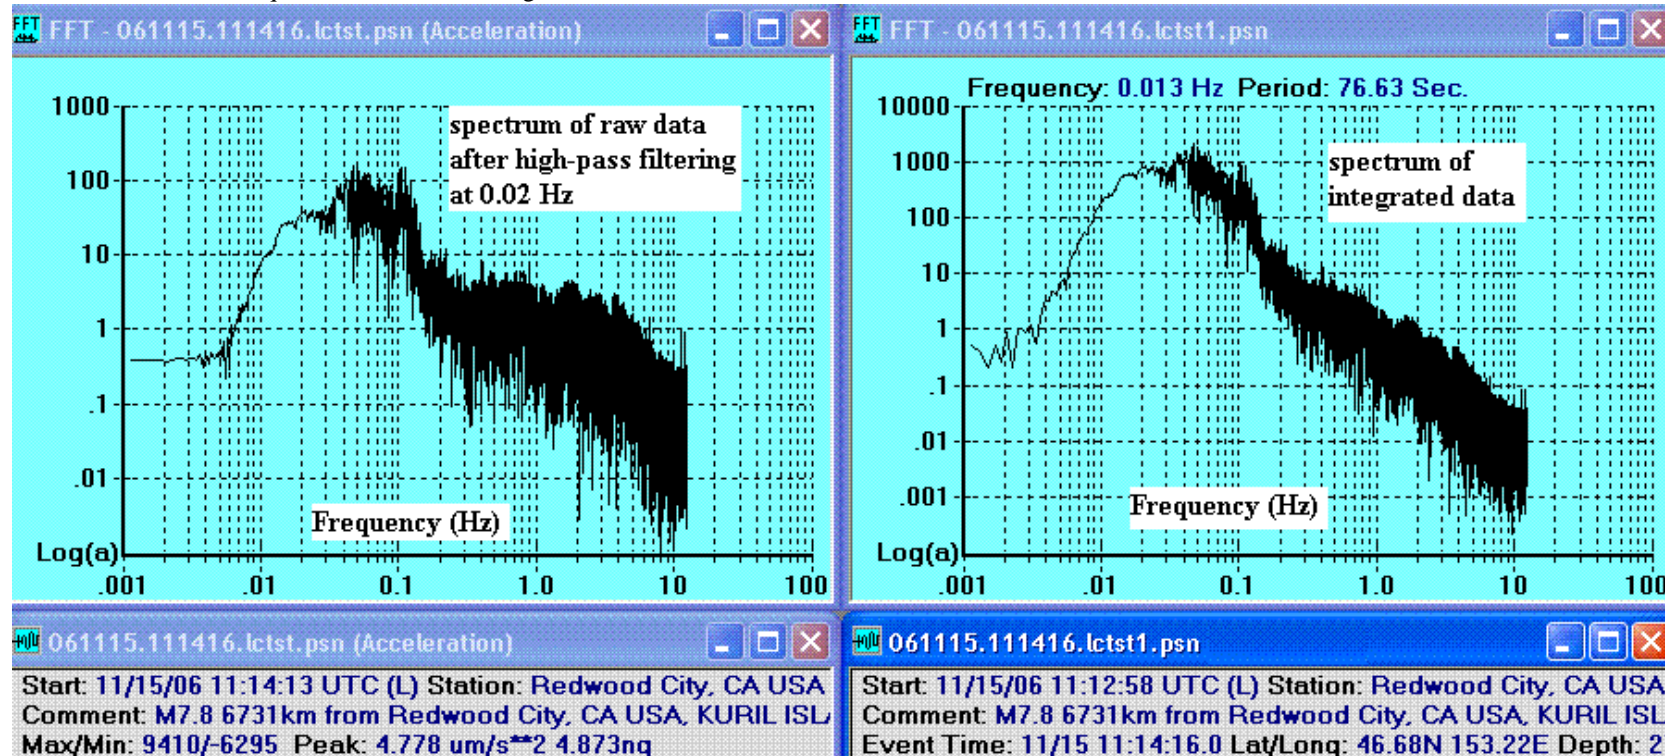 FFT - 061115.111416.lctst.psn (Acceleration)
1000
100
10
1
.1
.01
Log(a)
.001 .01 0.1 1.0 10 100
spectrum of raw data
after high-pass filtering
at 0.02 Hz
Frequency (Hz)
FFT - 061115.111416.lctst1.psn
Frequency: 0.013 Hz Period: 76.63 Sec.
10000
1000
100
10
1
.1
.01
.001
Log(a)
.001 .01 0.1 1.0 10 100
spectrum of
integrated data
Frequency (Hz)
061115.111416.lctst.psn (Acceleration)
Start: 11/15/06 11:14:13 UTC (L) Station: Redwood City, CA USA
Comment: M7.8 6731km from Redwood City, CA USA, KURIL ISL
Max/Min: 9410/-6295 Peak: 4.778 um/s**2 4.873ng
061115.111416.lctst1.psn
Start: 11/15/06 11:12:58 UTC (L) Station: Redwood City, CA USA
Comment: M7.8 6731km from Redwood City, CA USA, KURIL ISL
Event Time: 11/15 11:14:16.0 Lat/Long: 46.68N 153.22E Depth: 2